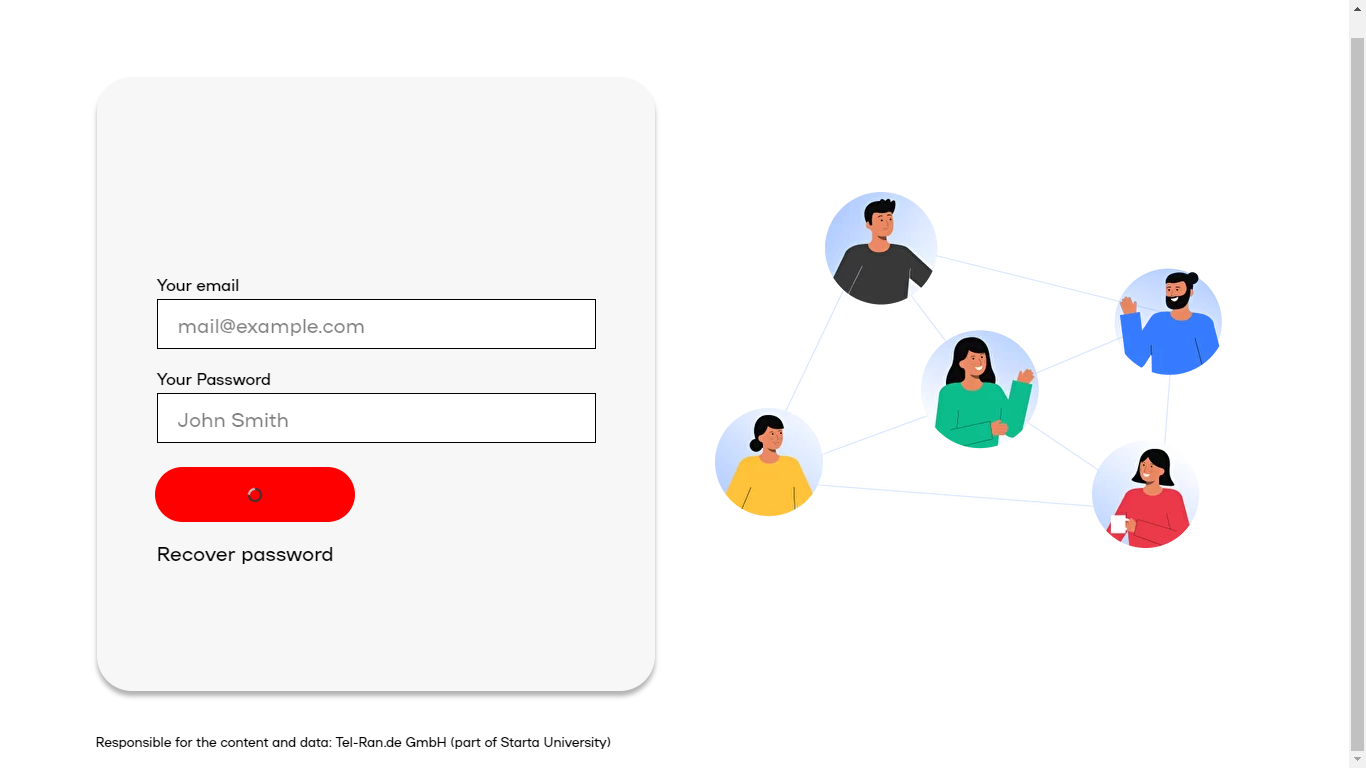 Your email
mail@example.com
Your Password
John Smith
Recover password
Responsible for the content and data: Tel-Ran.de GmbH (part of Starta University)